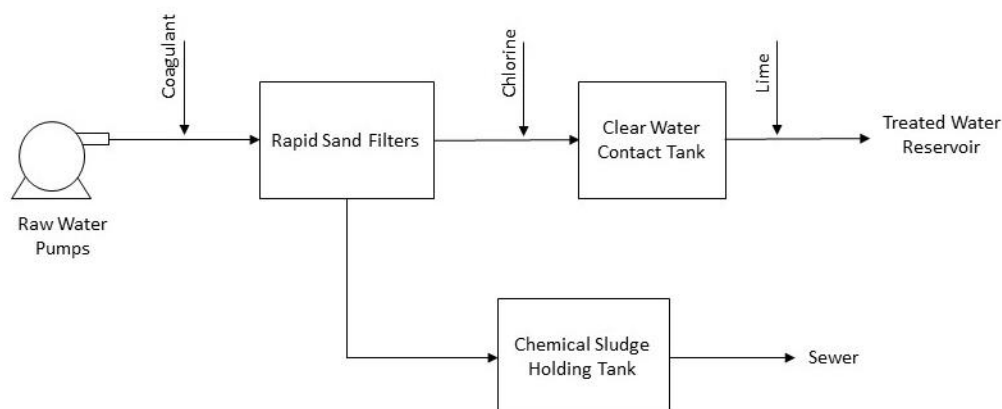 Coagulant
Chlorine
Lime
Rapid Sand Filters
Clear Water
Contact Tank
Treated Water
Reservoir
Raw Water
Pumps
Chemical Sludge
Holding Tank
Sewer